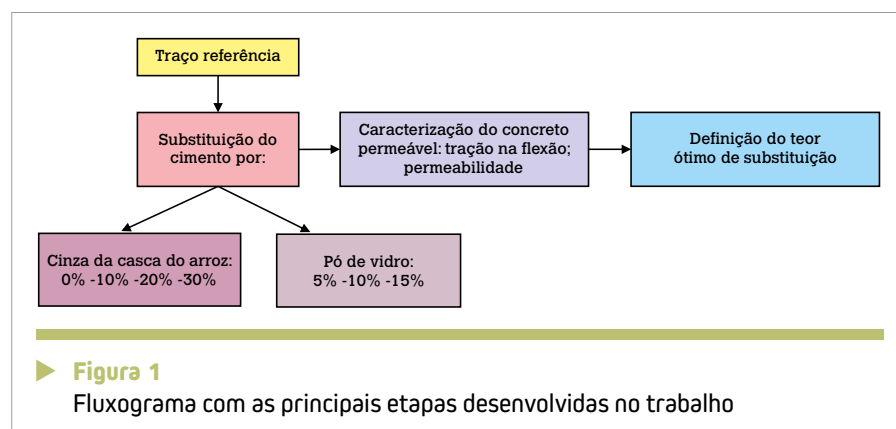 Traço referência
Substituição do
cimento por:
Caracterização do concreto
permeável: tração na flexão;
permeabilidade
Definição do teor
ótimo de substituição
Cinza da casca do arroz:
0% -10% -20% -30%
Pó de vidro:
5% -10% -15%
Figura 1
Fluxograma com as principais etapas desenvolvidas no trabalho